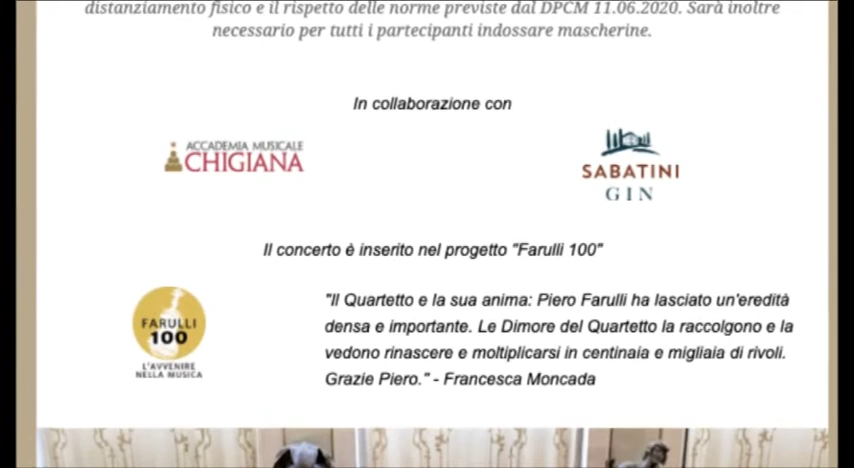 distanziamento fisico e il rispetto delle norme previste dal DPCM 11.06.2020. Sarà inoltre
necessario per tutti i partecipanti indossare mascherine.
In collaborazione con
ACCADEMIA MUSICALE
CHIGIANA
SABATINI
GIN
Il concerto è inserito nel progetto "Farulli 100"
FARULLI
100
L'AVVENIRE
NELLA MUSICA
"Il Quartetto e la sua anima: Piero Farulli ha lasciato un'eredità
densa e importante. Le Dimore del Quartetto la raccolgono e la
vedono rinascere e moltiplicarsi in centinaia e migliaia di rivoli.
Grazie Piero." - Francesca Moncada